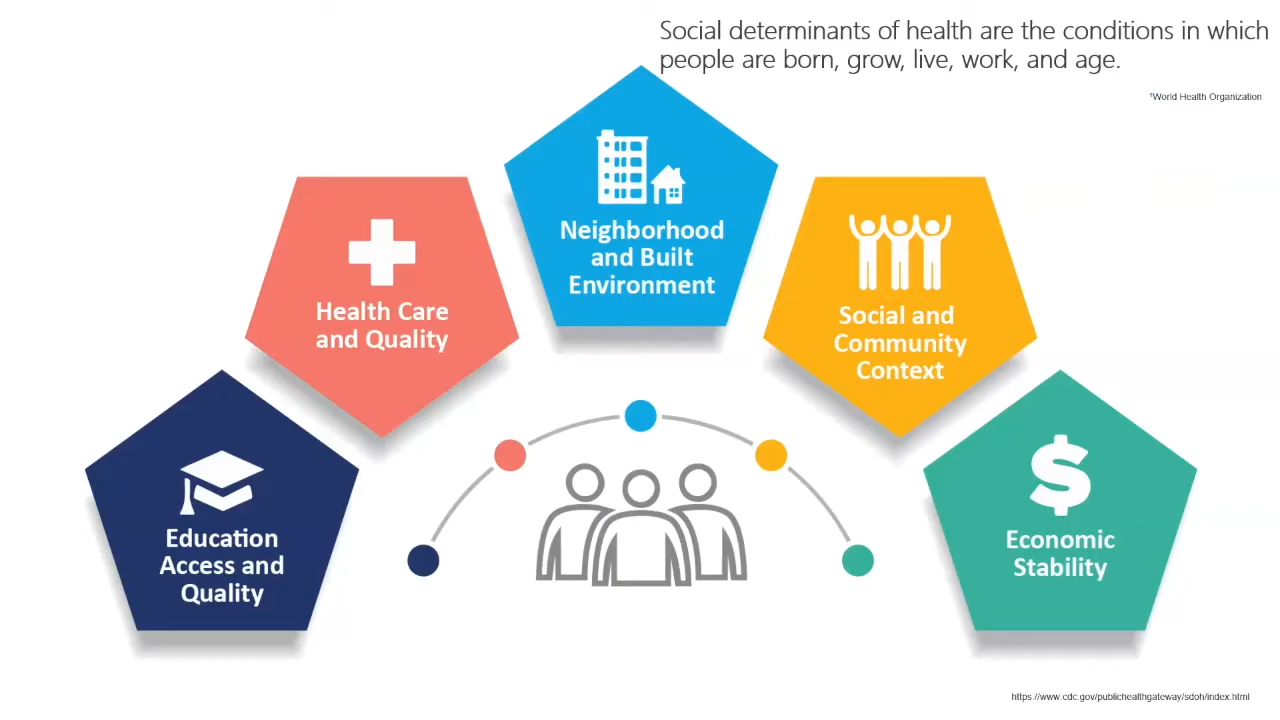 Social determinants of health are the conditions in which
people are born, grow, live, work, and age.
†World Health Organization
Neighborhood
and Built
Environment
Health Care
and Quality
Social and
Community
Context
Education
Access and
Quality
$
Economic
Stability
https://www.cdc.gov/publichealthgateway/sdoh/index.html